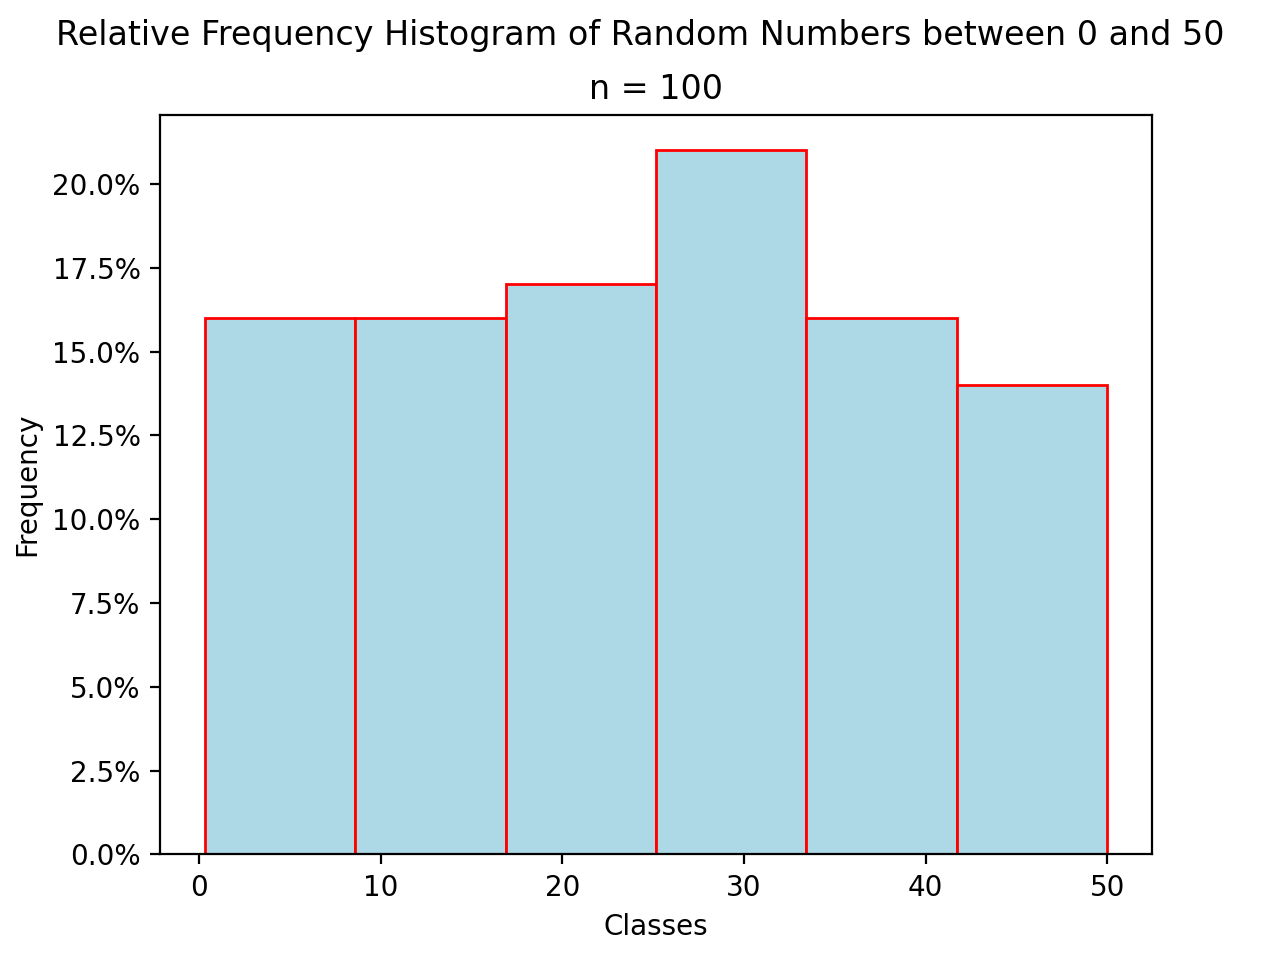 Relative Frequency Histogram of Random Numbers between 0 and 50
n = 100
20.0%
17.5%
15.0%
12.5%
10.0%
7.5%
5.0%
2.5%
0.0%
Frequency
0 10 20 30 40 50
Classes